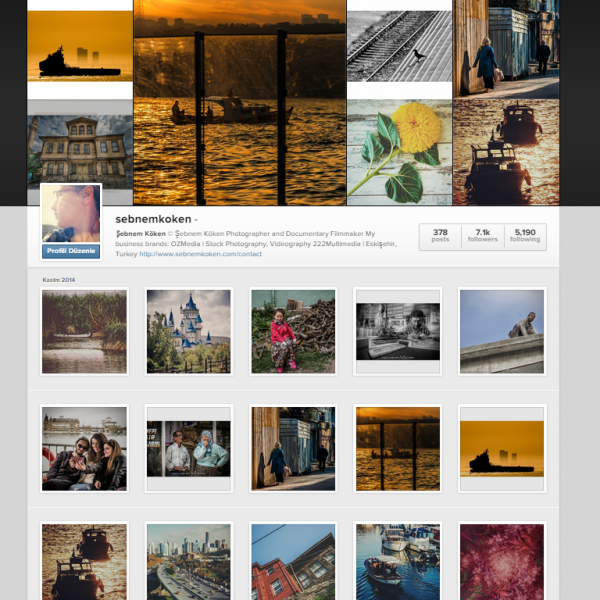 sebnemkoken
Şebnem Köken © Şebnem Köken Photographer and Documentary Filmmaker My
business brands: OZMedia | Stock Photography, Videography 222Multimedia | Eskişehir,
Turkey http://www.sebnemkoken.com/contact
378
posts
7.1k
followers
5,190
following
Profili Düzenle
Kasım 2014